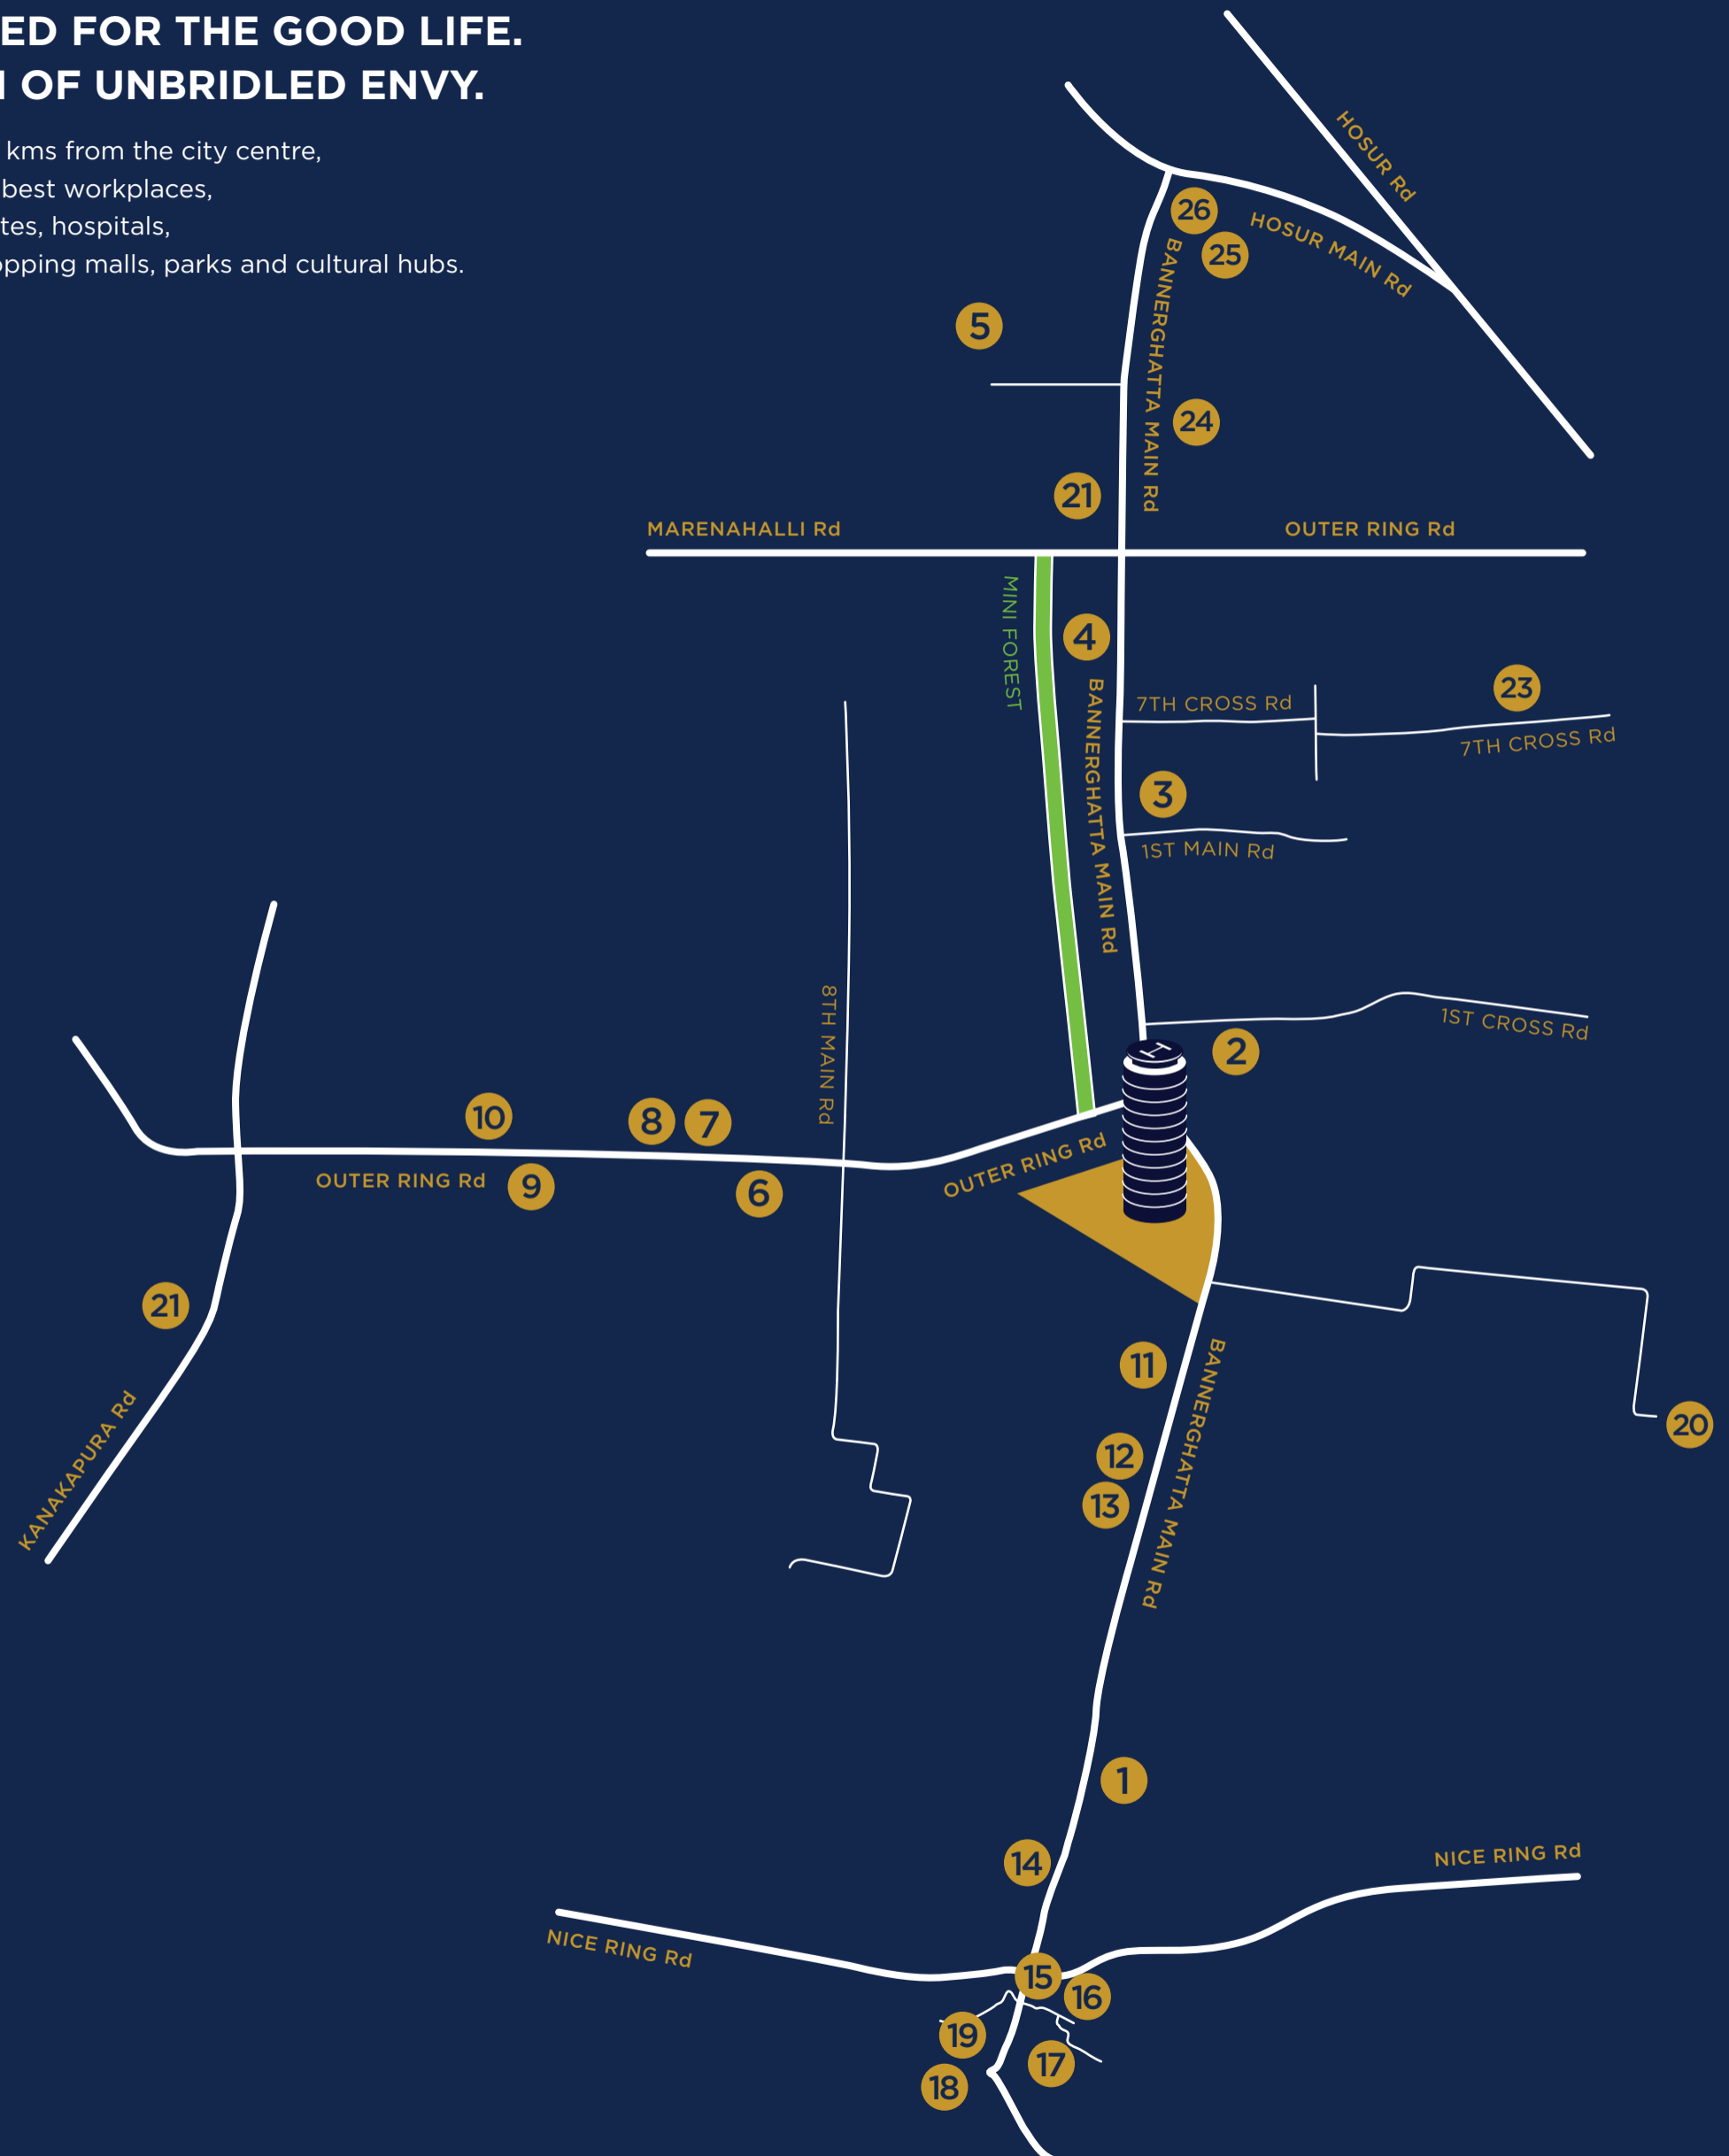 ED FOR THE GOOD LIFE.
OF UNBRIDLED ENVY.
kms from the city centre,
best workplaces,
tes, hospitals,
pping malls, parks and cultural hubs.
HOSUR Rd
26
HOSUR MAIN Rd
25
BANNERGHATTA MAIN Rd
5
24
21
MARENAHALLI Rd
OUTER RING Rd
MINI FOREST
4
BANNERGHATTA MAIN Rd
7TH CROSS Rd
23
7TH CROSS Rd
3
1ST MAIN Rd
8TH MAIN Rd
1ST CROSS Rd
2
10
8
7
OUTER RING Rd
OUTER RING Rd
9
6
21
11
BANNERGHATTA MAIN Rd
KANAKAPURA Rd
20
12
13
1
14
NICE RING Rd
NICE RING Rd
15
16
19
17
18